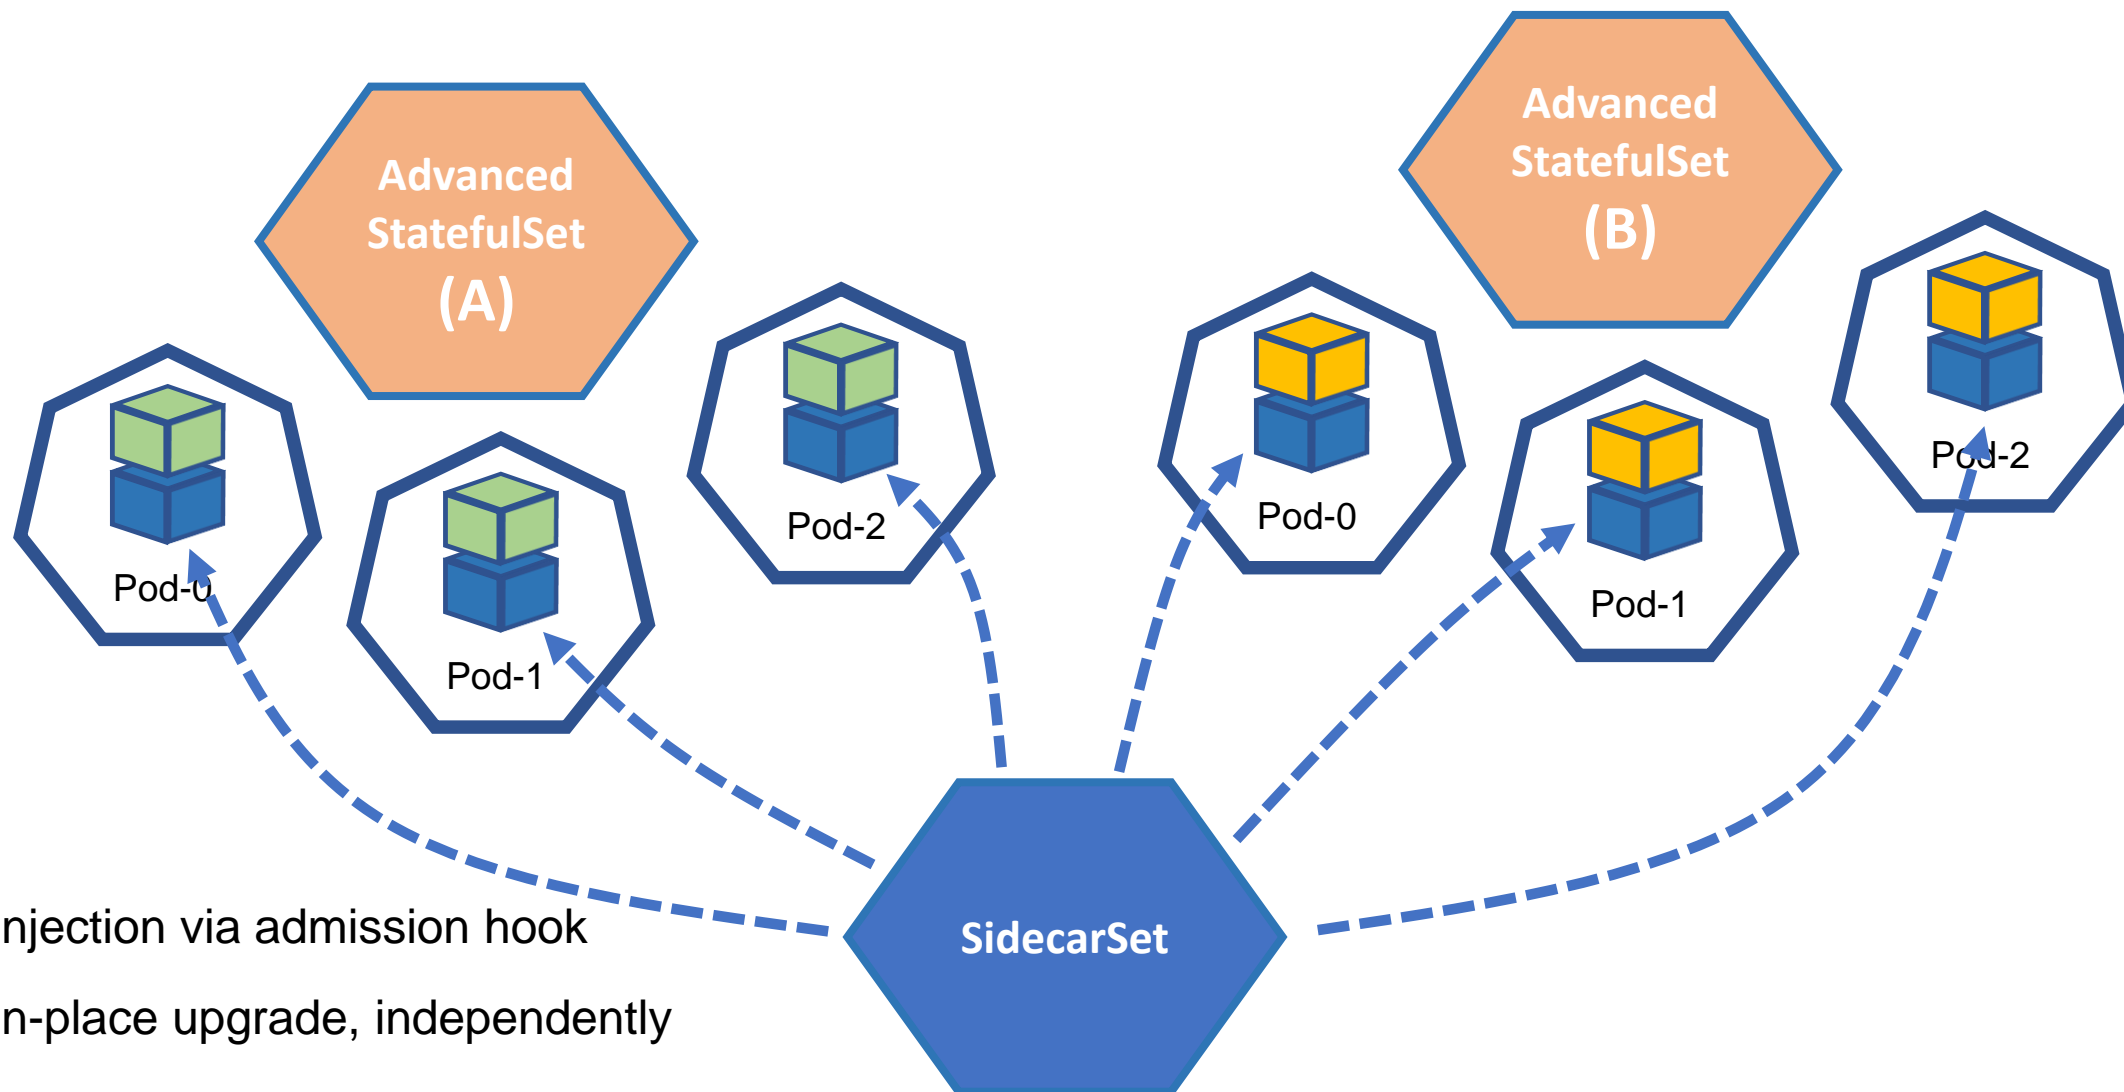 Advanced
StatefulSet
(A)
Advanced
StatefulSet
(B)
Pod-0
Pod-1
Pod-2
Pod-0
Pod-1
Pod-2
SidecarSet
njection via admission hook
n-place upgrade, independently